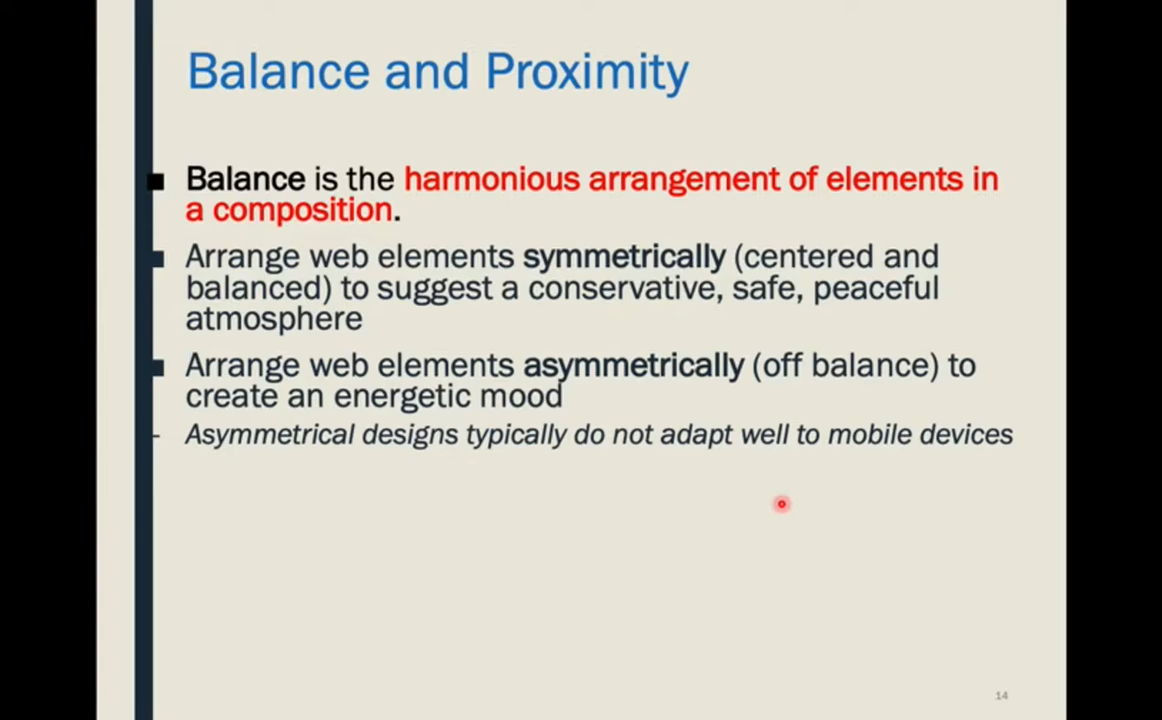 Balance and Proximity
■ Balance is the harmonious arrangement of elements in
a composition.
■ Arrange web elements symmetrically (centered and
balanced) to suggest a conservative, safe, peaceful
atmosphere
■ Arrange web elements asymmetrically (off balance) to
create an energetic mood
- Asymmetrical designs typically do not adapt well to mobile devices
14